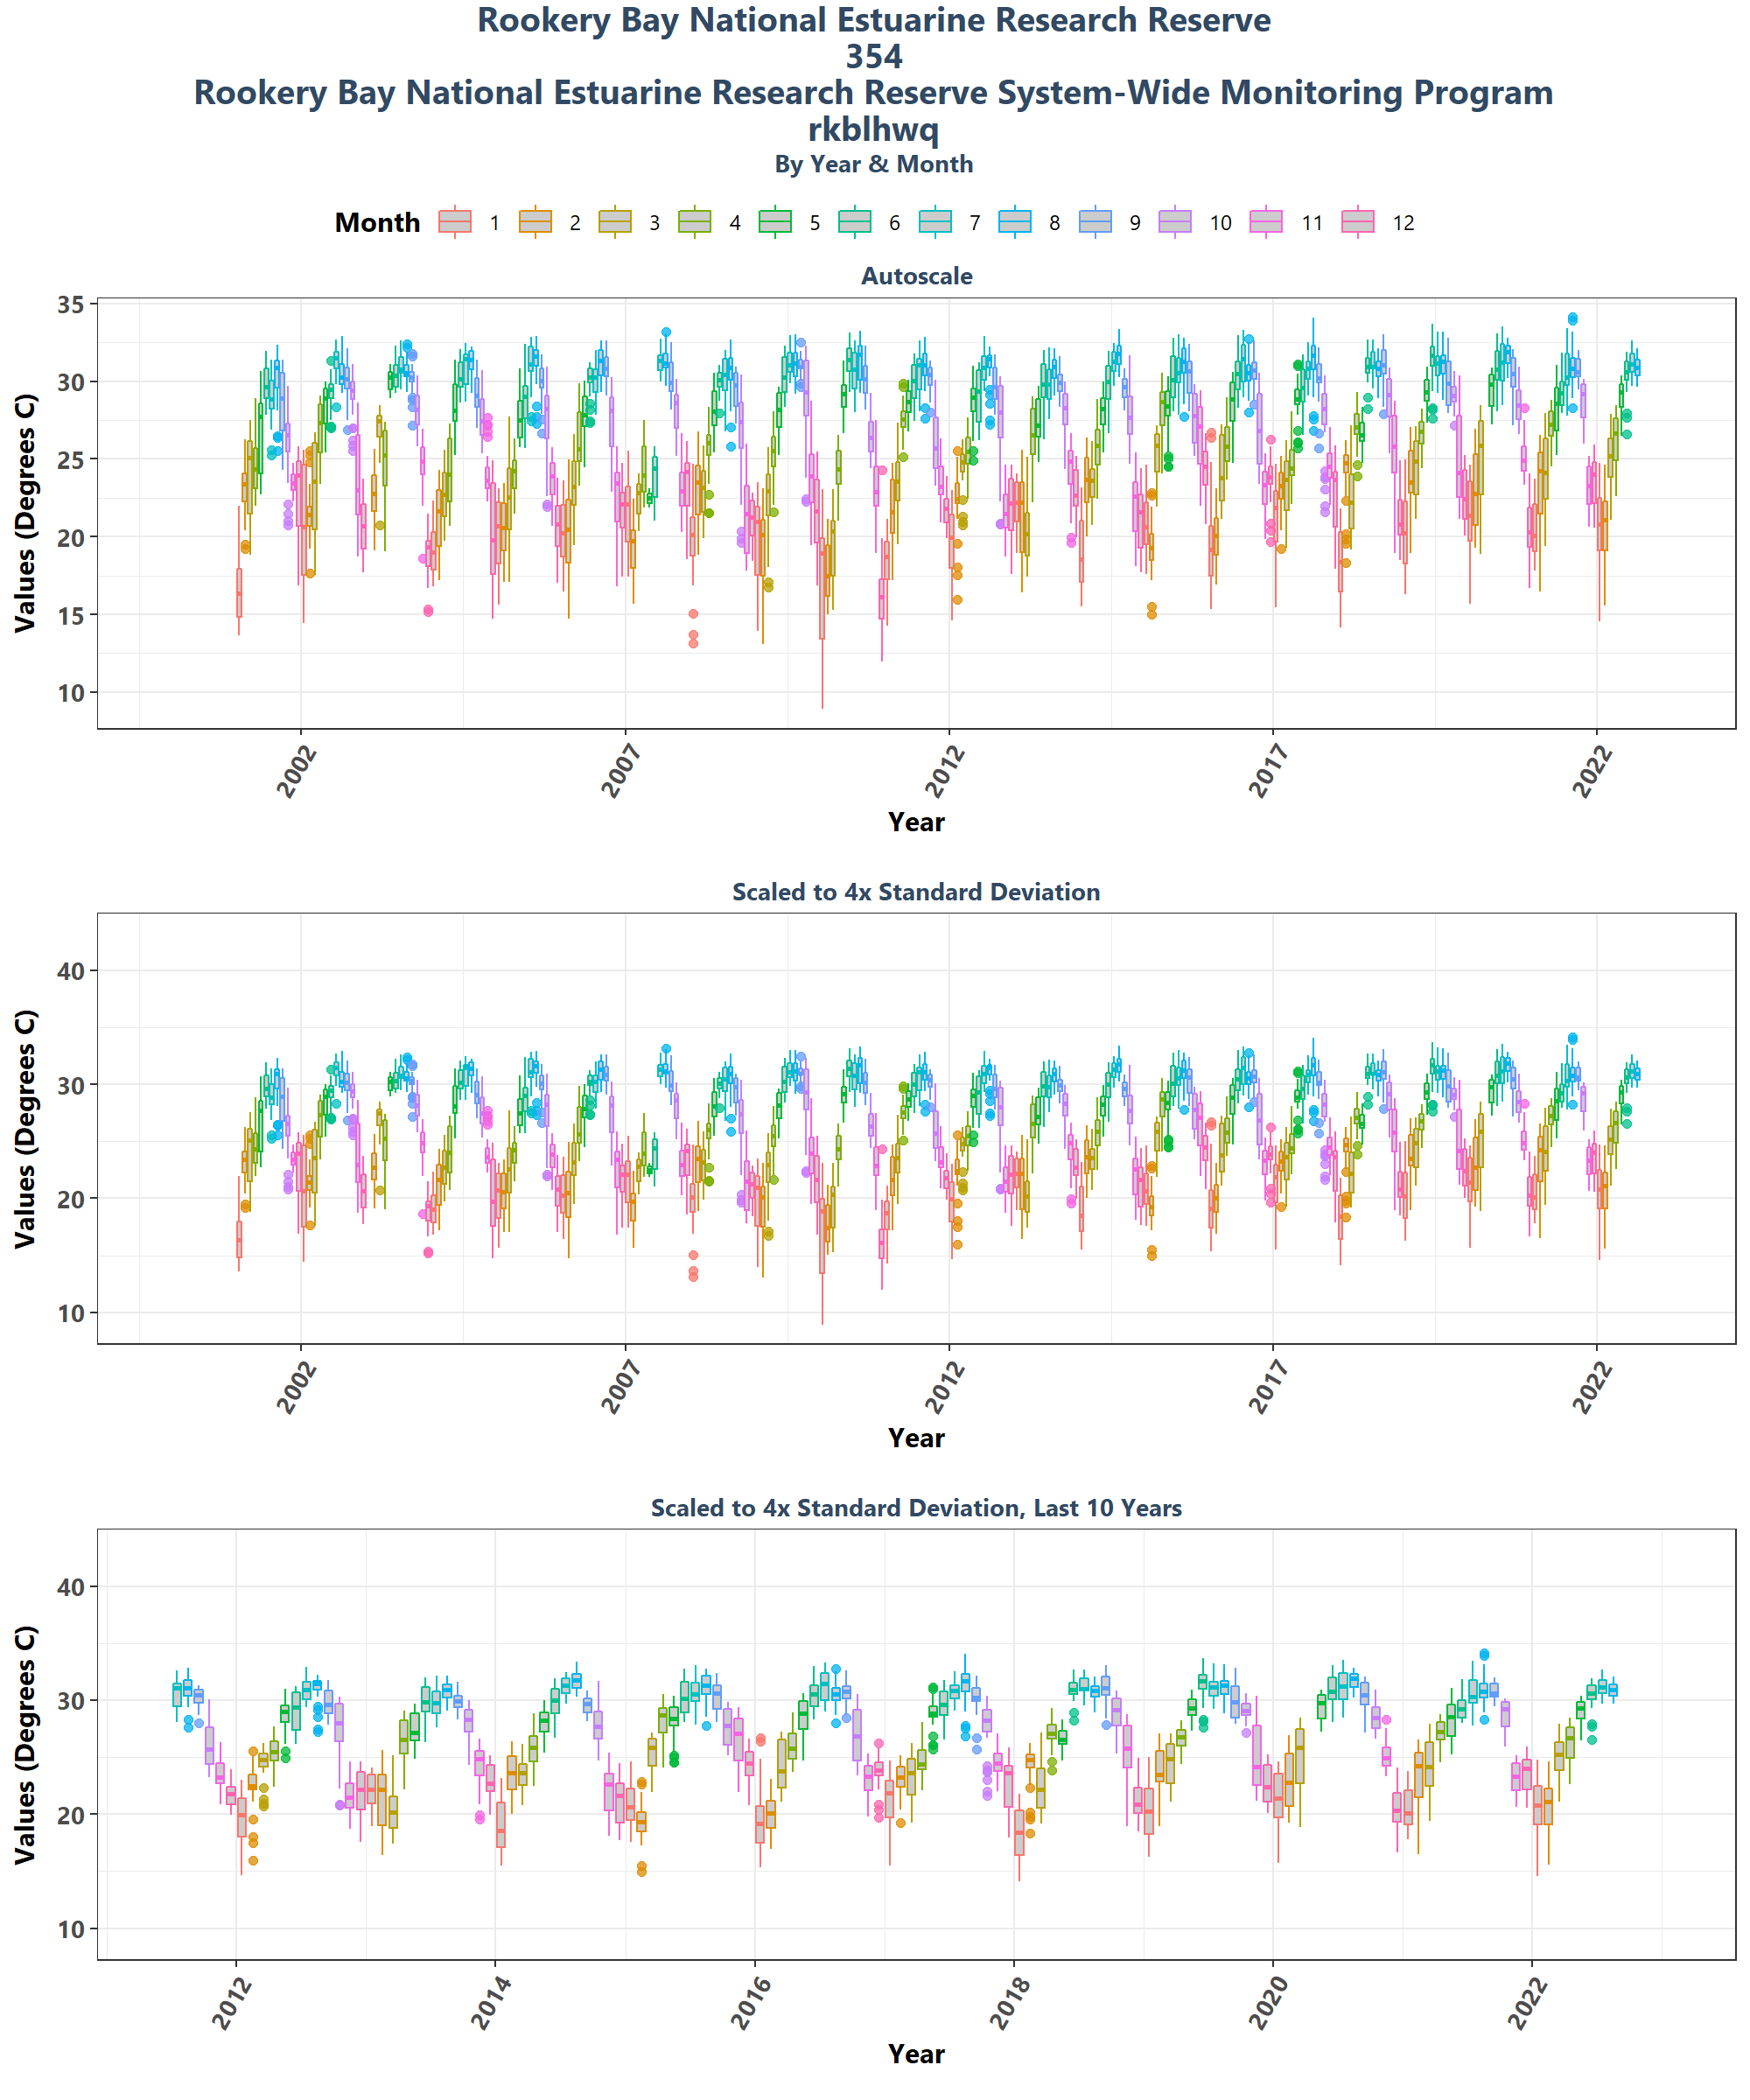 Rookery Bay National Estuarine Research Reserve
354
Rookery Bay National Estuarine Research Reserve System-Wide Monitoring Program
rkblhwq
By Year & Month
Month 1 2 3 4 5 6 7 8 9 10 11 12
Autoscale
Values (Degrees C)
35
30
25
20
15
10
2002 2007 2012 2017 2022
Year
Scaled to 4x Standard Deviation
Values (Degrees C)
40
30
20
10
2002 2007 2012 2017 2022
Year
Scaled to 4x Standard Deviation, Last 10 Years
Values (Degrees C)
40
30
20
10
2012 2014 2016 2018 2020 2022
Year